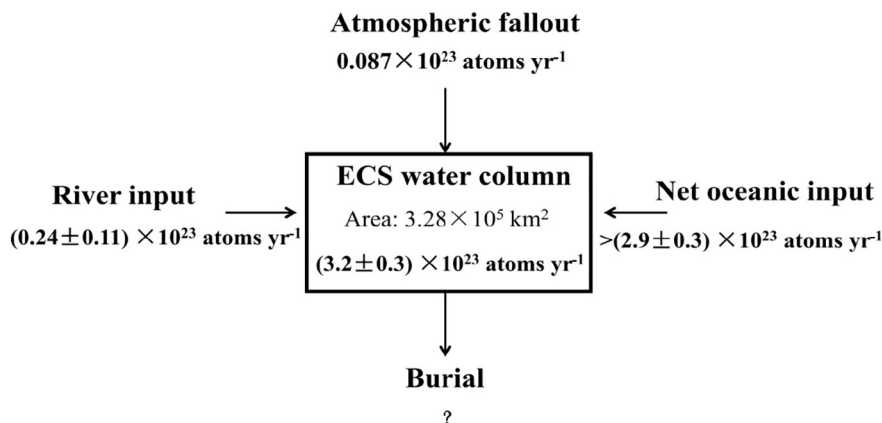 Atmospheric fallout
0.087×10²³ atoms yr⁻¹
River input
(0.24±0.11) ×10²³ atoms yr⁻¹
ECS water column
Area: 3.28×10⁵ km²
(3.2±0.3) ×10²³ atoms yr⁻¹
Net oceanic input
>(2.9±0.3) ×10²³ atoms yr⁻¹
Burial
?